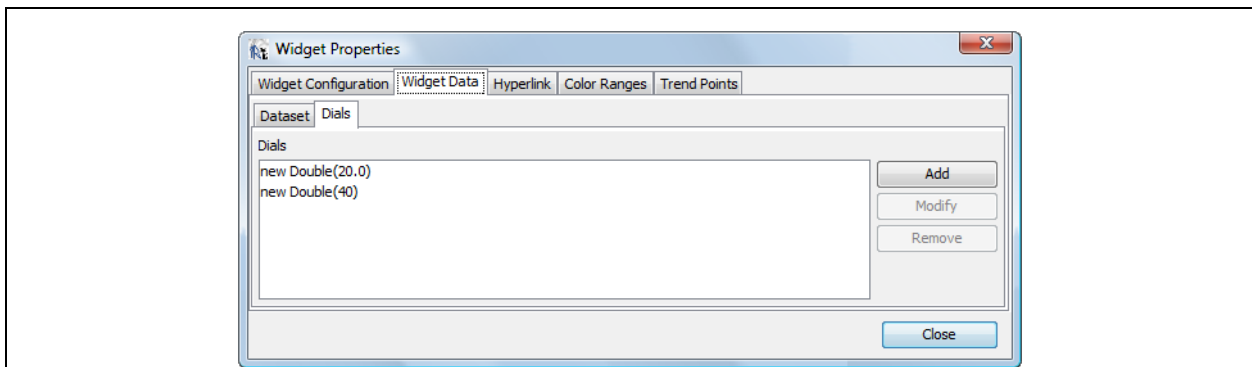 Widget Properties
Widget Configuration Widget Data Hyperlink Color Ranges Trend Points
Dataset Dials
Dials
new Double(20.0)
new Double(40)
Add
Modify
Remove
Close